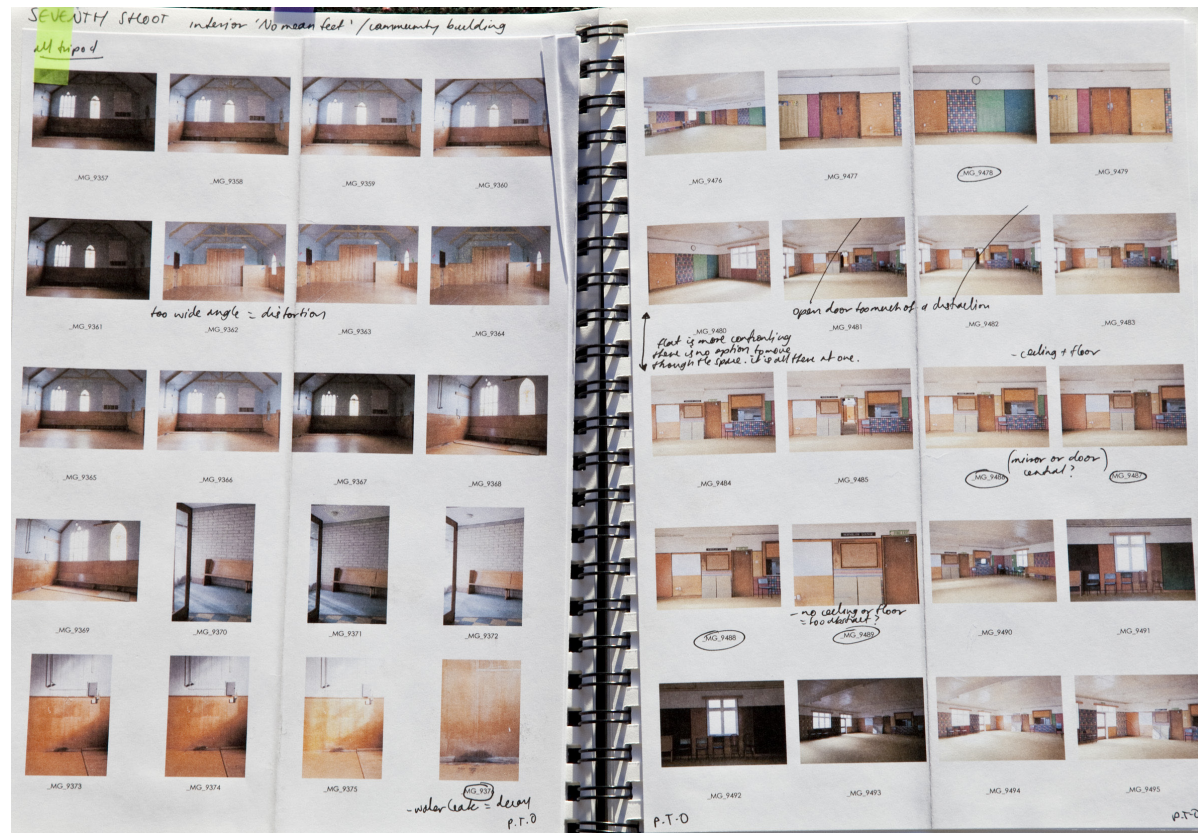 SEVENTH SHOOT interior 'No mean feet' / community building
all tripod
_MG_9357 _MG_9358 _MG_9359 _MG_9360
too wide angle = distortion
_MG_9361 _MG_9362 _MG_9363 _MG_9364
_MG_9365 _MG_9366 _MG_9367 _MG_9368
_MG_9369 _MG_9370 _MG_9371 _MG_9372
_MG_9373 _MG_9374 _MG_9375 _MG_9376
- water leak = decay
P.T.O
_MG_9476 _MG_9477 _MG_9478 _MG_9479
open door too much of a distraction
_MG_9480 _MG_9481 _MG_9482 _MG_9483
flat is more confronting
there is no option to move
though the space. it is all there at one.
- ceiling + floor
_MG_9484 _MG_9485 _MG_9486 _MG_9487
(mirror or door)
central?
- no ceiling or floor
= too abstract?
_MG_9488 _MG_9489 _MG_9490 _MG_9491
_MG_9492 _MG_9493 _MG_9494 _MG_9495
P.T.O
P.T.O